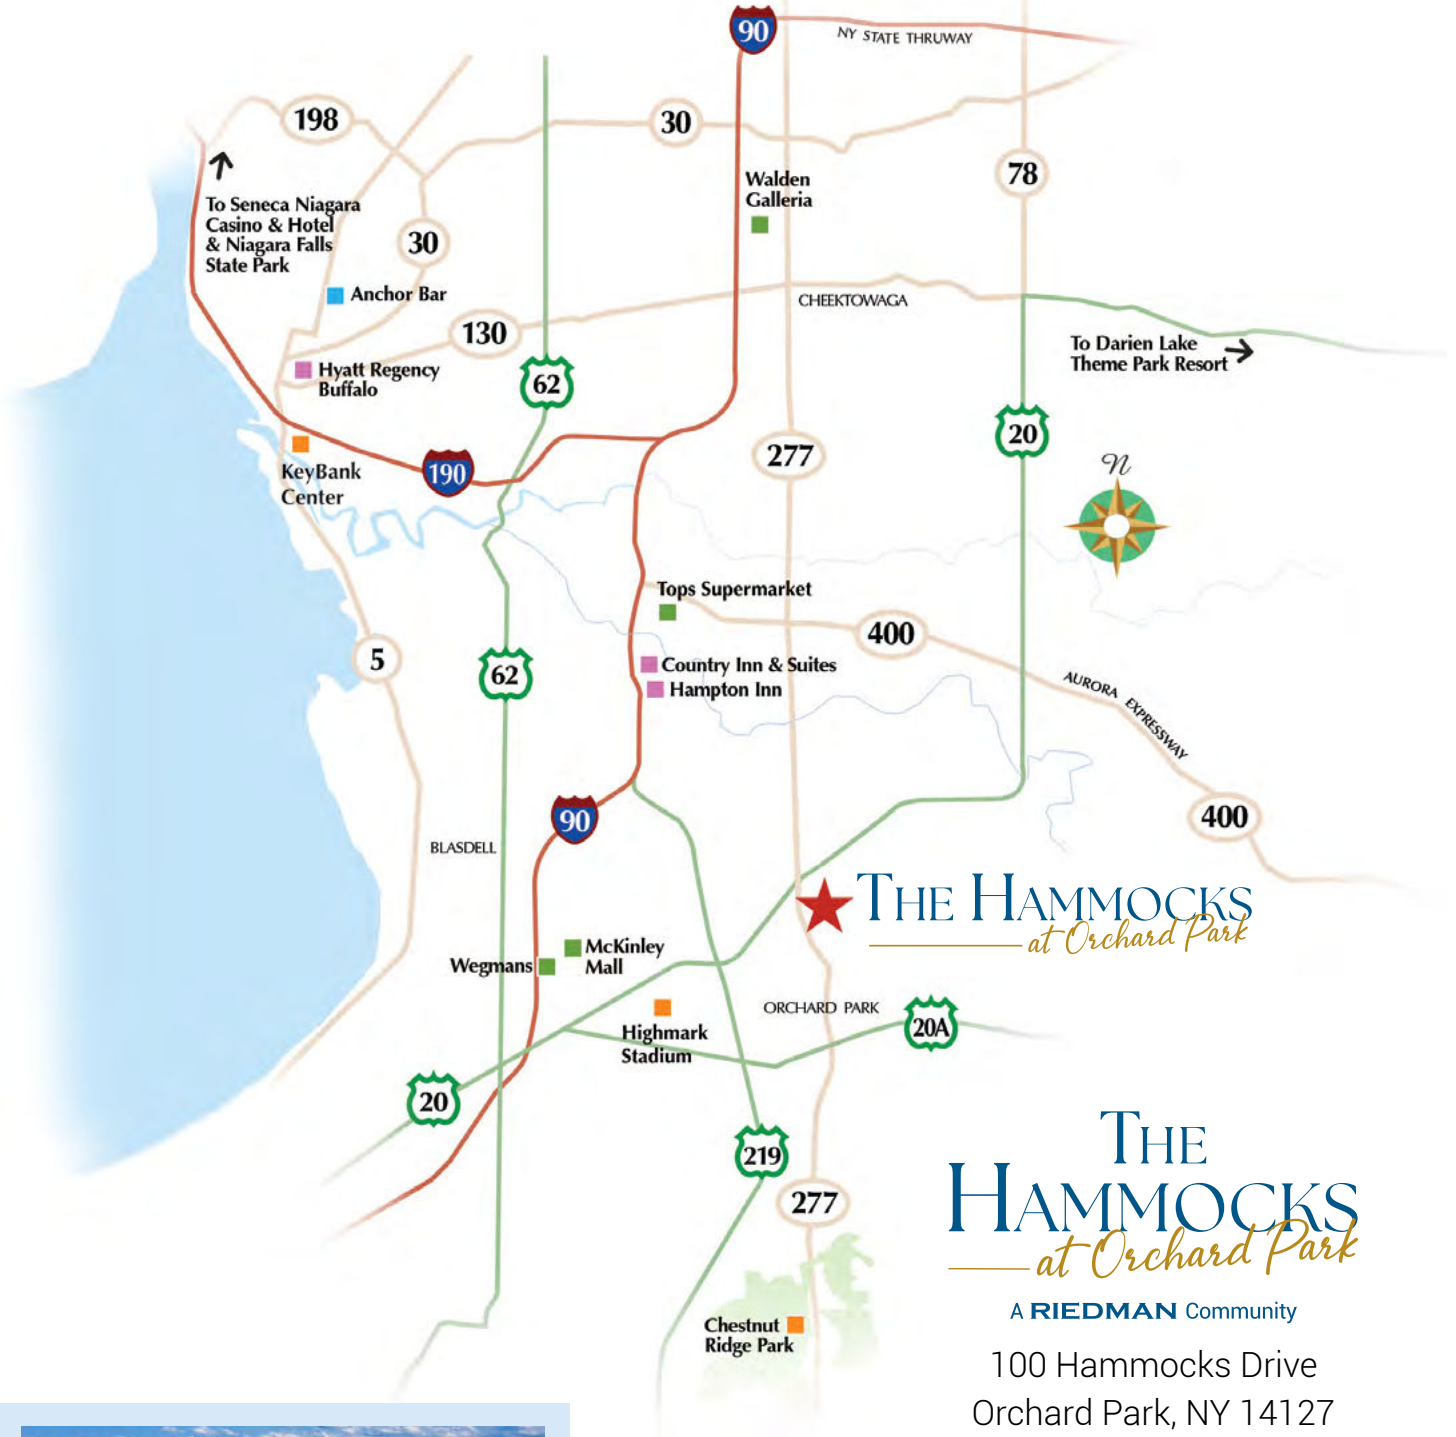 90
NY STATE THRUWAY
198
30
78
Walden
Galleria
To Seneca Niagara
Casino & Hotel
& Niagara Falls
State Park
30
Anchor Bar
CHEEKTOWAGA
130
To Darien Lake
Theme Park Resort
Hyatt Regency
Buffalo
62
20
277
N
KeyBank
Center
190
Tops Supermarket
400
5
62
Country Inn & Suites
Hampton Inn
AURORA EXPRESSWAY
90
400
BLASDELL
THE HAMMOCKS
at Orchard Park
McKinley
Mall
Wegmans
ORCHARD PARK
20A
Highmark
Stadium
20
219
277
THE
HAMMOCKS
at Orchard Park
A RIEDMAN Community
Chestnut
Ridge Park
100 Hammocks Drive
Orchard Park, NY 14127